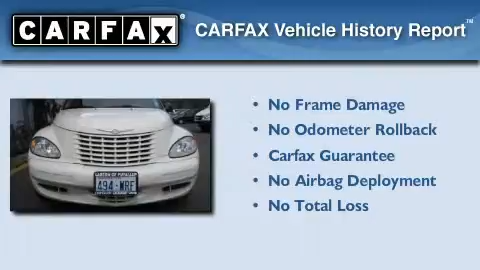 CARFAX® CARFAX Vehicle History Report™
• No Frame Damage
• No Odometer Rollback
• Carfax Guarantee
• No Airbag Deployment
• No Total Loss
494·WRF